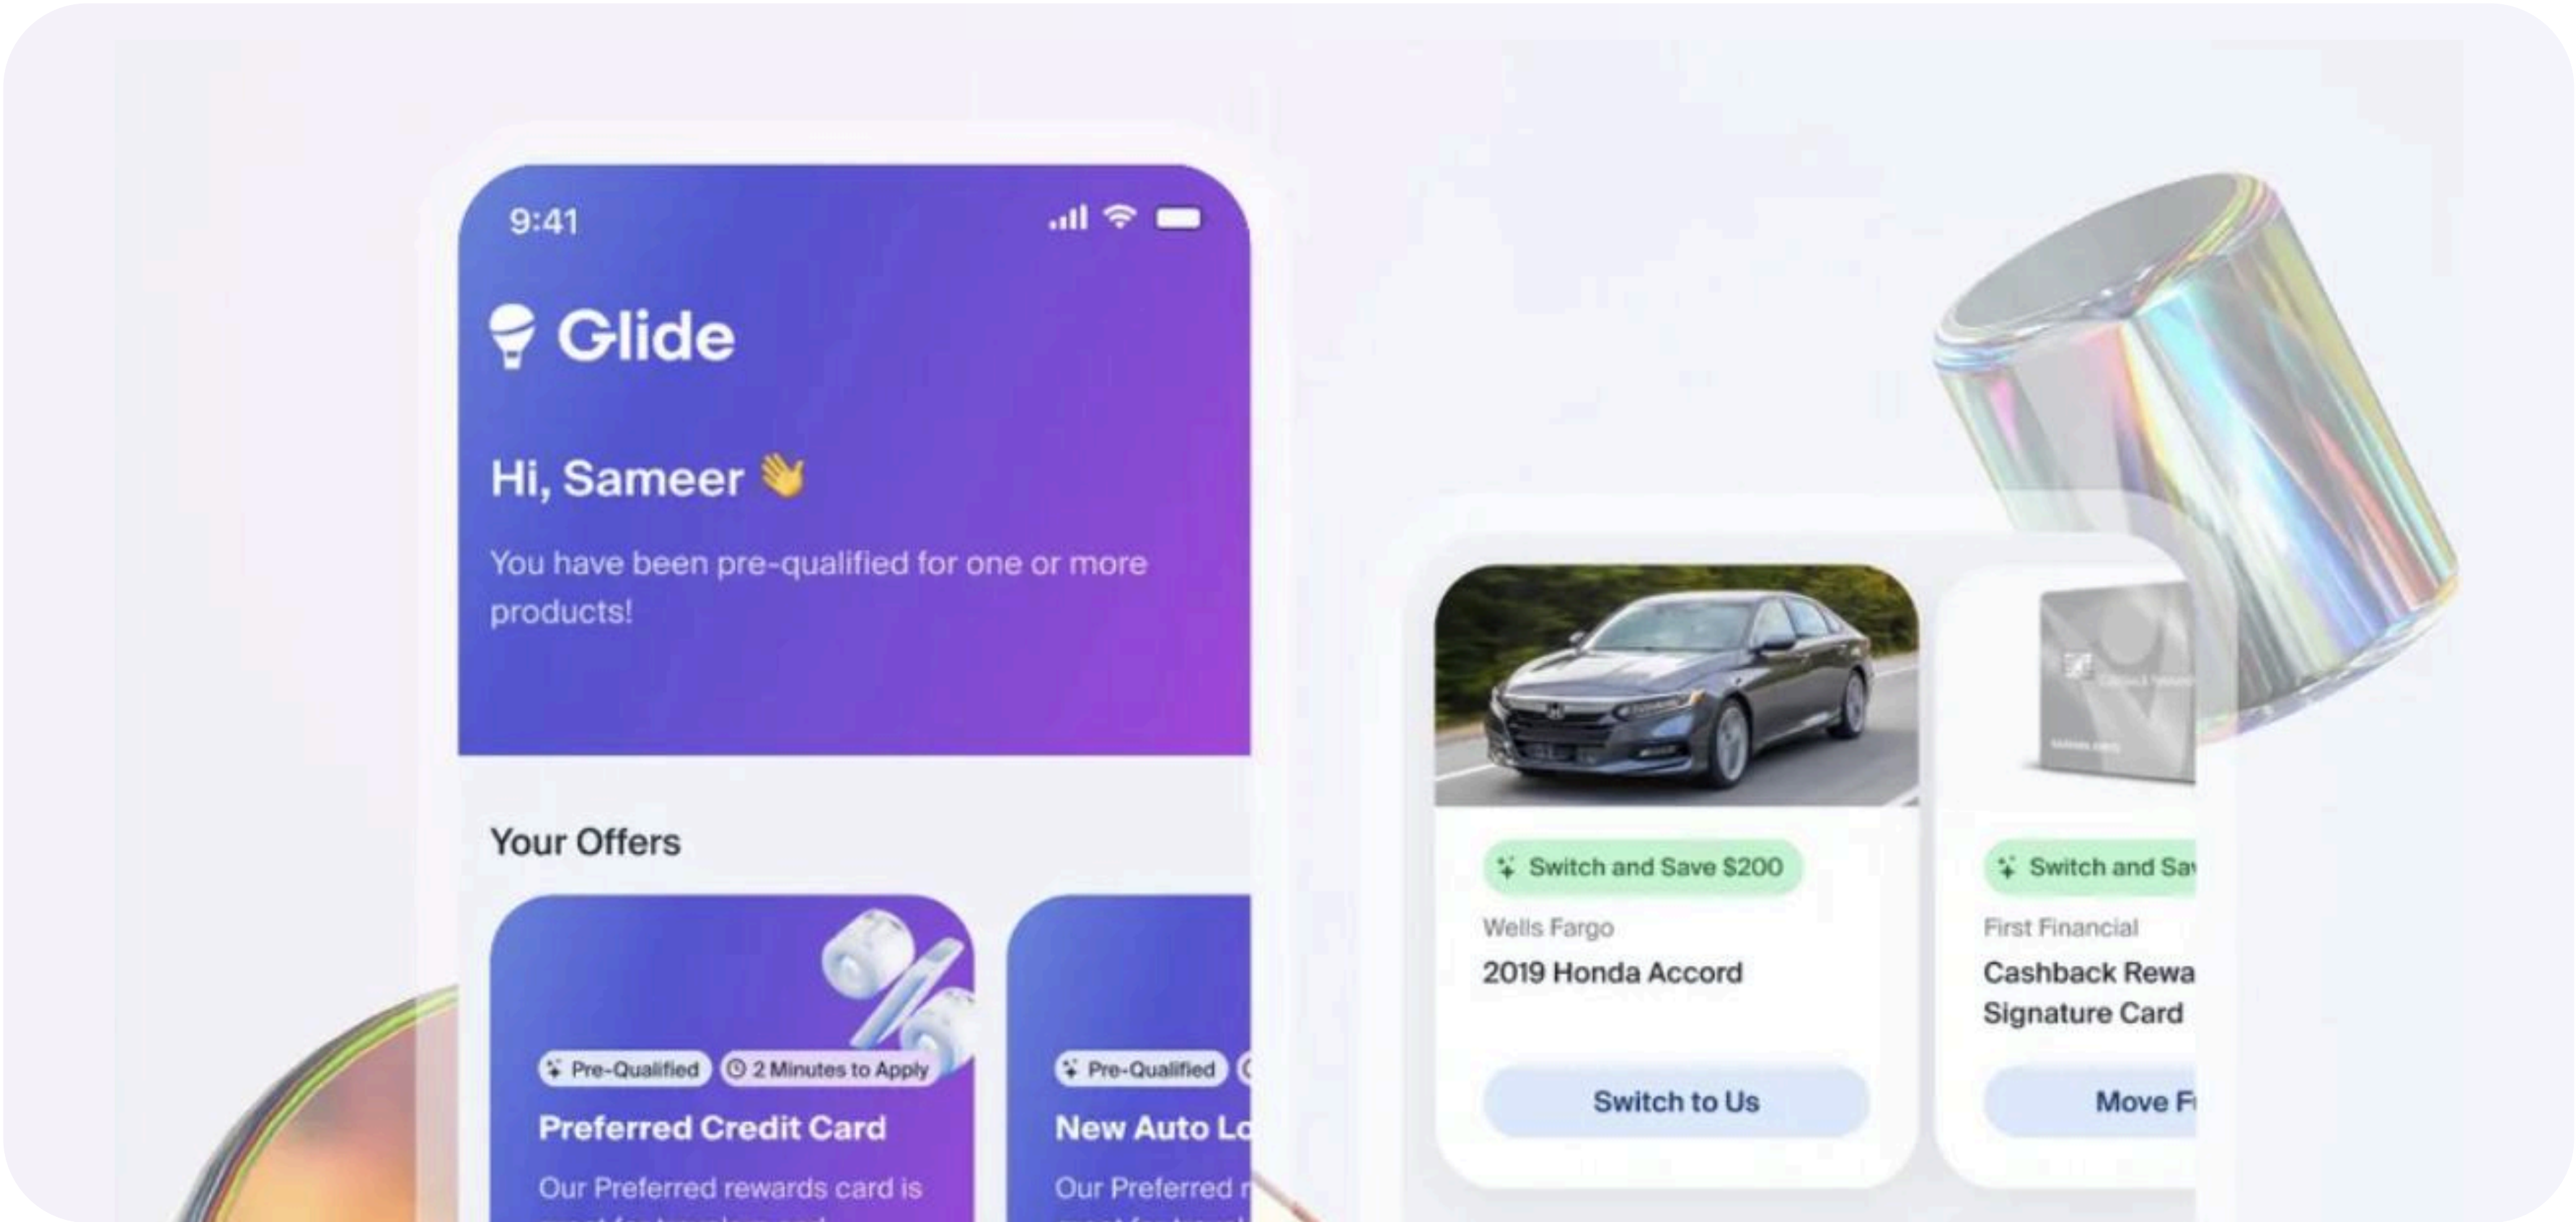 9:41
Glide
Hi, Sameer 👋
You have been pre-qualified for one or more
products!
Your Offers
Pre-Qualified
2 Minutes to Apply
Preferred Credit Card
Our Preferred rewards card is
Pre-Qualified
New Auto Lo
Our Preferred
Switch and Save $200
Wells Fargo
2019 Honda Accord
Switch to Us
Switch and Sav
First Financial
Cashback Rewa
Signature Card
Move F